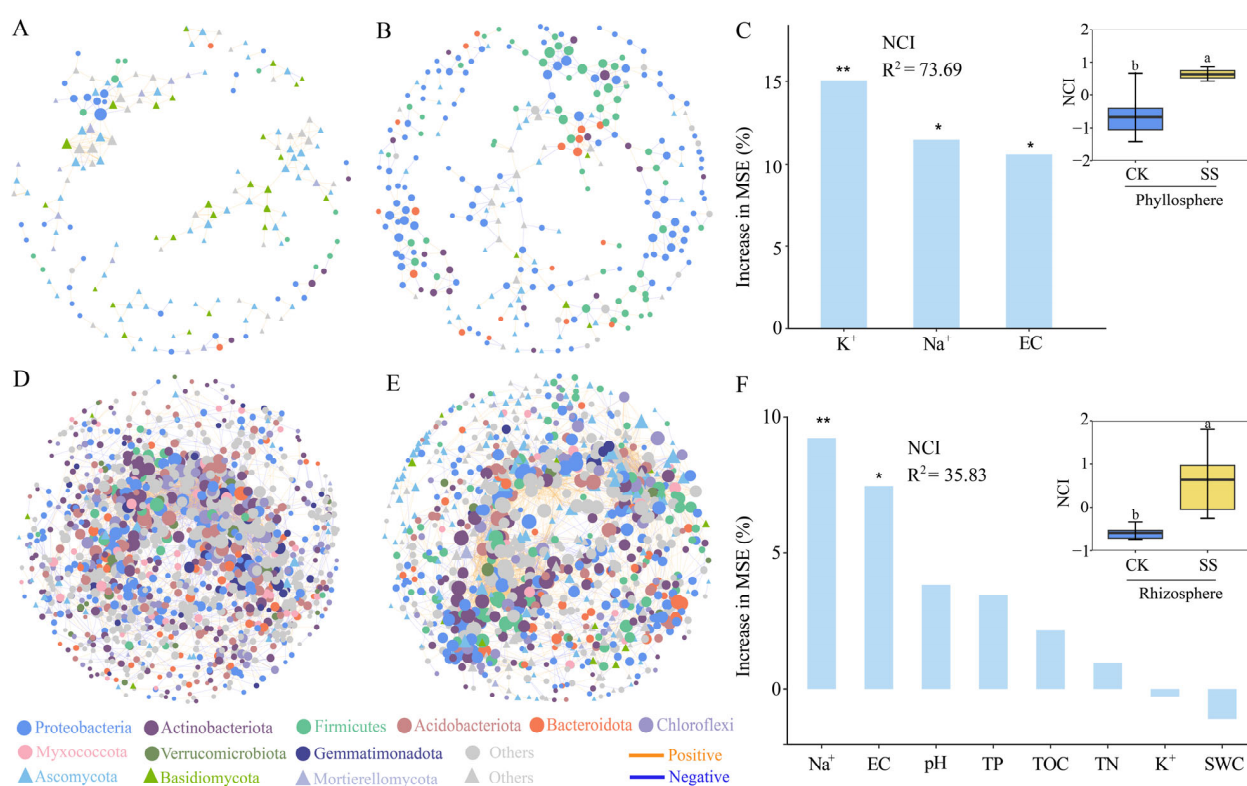 A
B
C
NCI
R² = 73.69
Increase in MSE (%)
15
10
5
0
**
*
*
K⁺
Na⁺
EC
NCI
2
1
0
−1
−2
b
a
CK
SS
Phyllosphere
D
E
F
NCI
R² = 35.83
Increase in MSE (%)
10
5
0
**
*
Na⁺
EC
pH
TP
TOC
TN
K⁺
SWC
NCI
2
1
0
−1
b
a
CK
SS
Rhizosphere
Proteobacteria Actinobacteriota Firmicutes Acidobacteriota Bacteroidota Chloroflexi
Myxococcota Verrucomicrobiota Gemmatimonadota Others Positive
Ascomycota Basidiomycota Mortierellomycota Others Negative